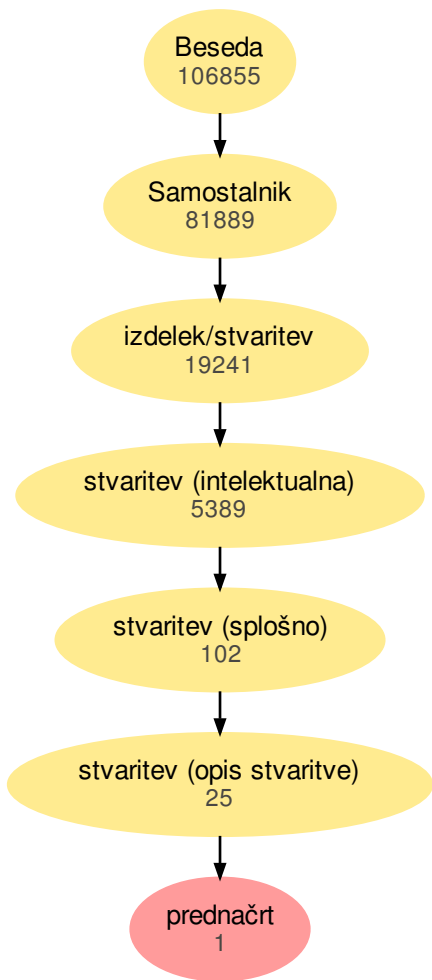 Beseda
106855
Samostalnik
81889
izdelek/stvaritev
19241
stvaritev (intelektualna)
5389
stvaritev (splošno)
102
stvaritev (opis stvaritve)
25
prednačrt
1